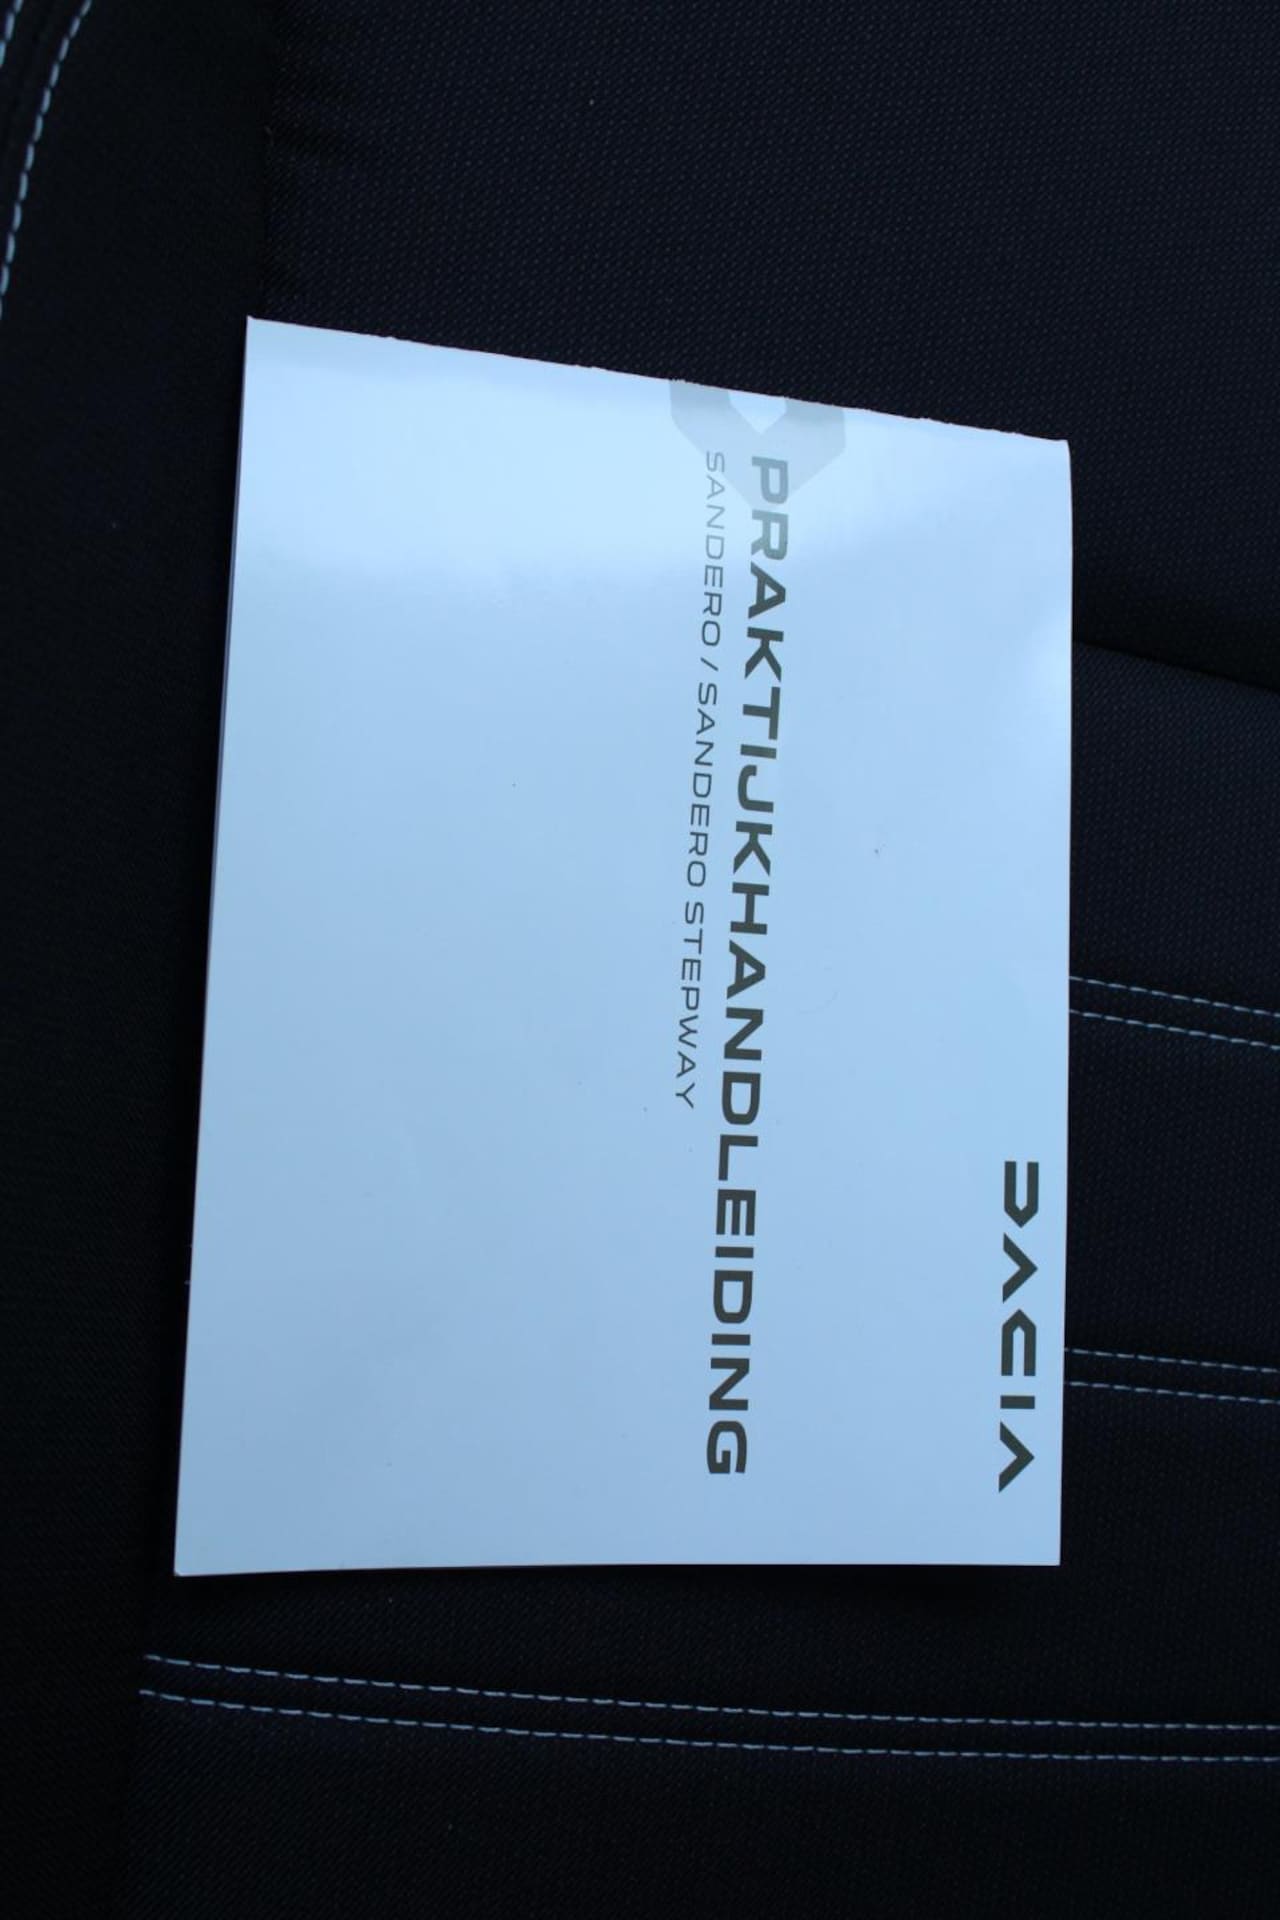 DACIA
PRAKTIJKHANDLEIDING
SANDERO / SANDERO STEPWAY